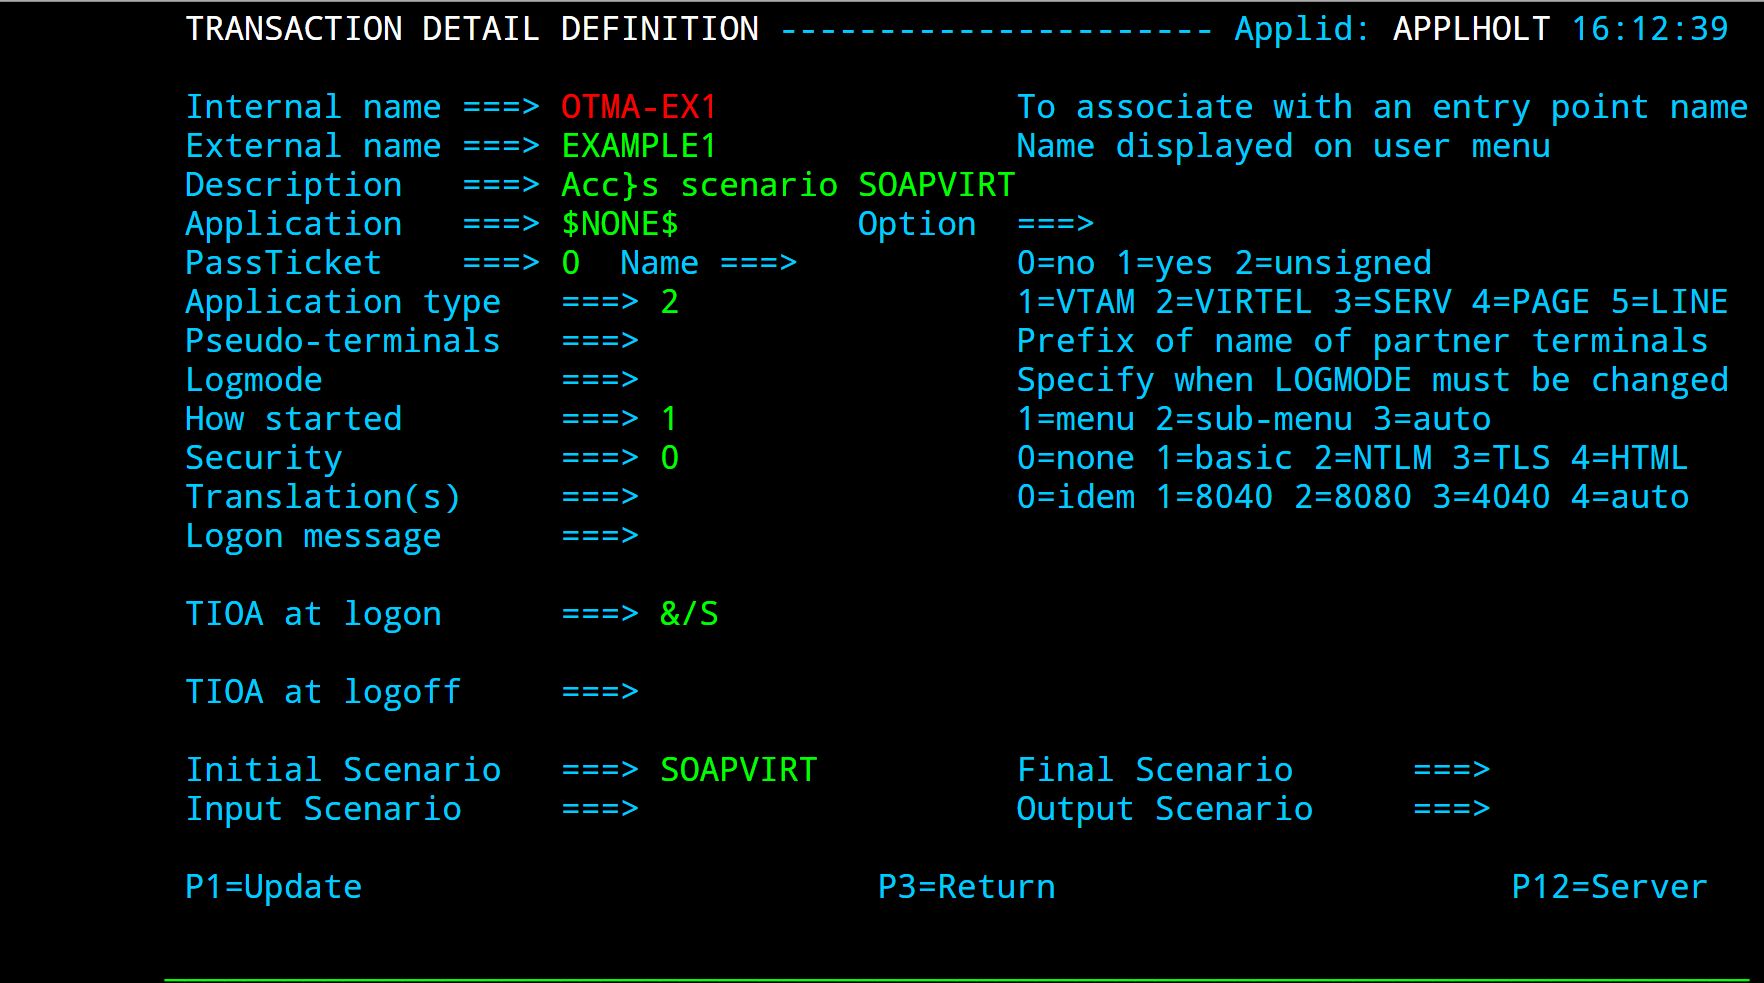 TRANSACTION DETAIL DEFINITION ---------------------- Applid: APPLHOLT 16:12:39
Internal name ===> OTMA-EX1 To associate with an entry point name
External name ===> EXAMPLE1 Name displayed on user menu
Description ===> Acc}s scenario SOAPVIRT
Application ===> $NONE$ Option ===>
PassTicket ===> 0 Name ===> 0=no 1=yes 2=unsigned
Application type ===> 2 1=VTAM 2=VIRTEL 3=SERV 4=PAGE 5=LINE
Pseudo-terminals ===> Prefix of name of partner terminals
Logmode ===> Specify when LOGMODE must be changed
How started ===> 1 1=menu 2=sub-menu 3=auto
Security ===> 0 0=none 1=basic 2=NTLM 3=TLS 4=HTML
Translation(s) ===> 0=idem 1=8040 2=8080 3=4040 4=auto
Logon message ===>
TIOA at logon ===> &/S
TIOA at logoff ===>
Initial Scenario ===> SOAPVIRT Final Scenario ===>
Input Scenario ===> Output Scenario ===>
P1=Update P3=Return P12=Server